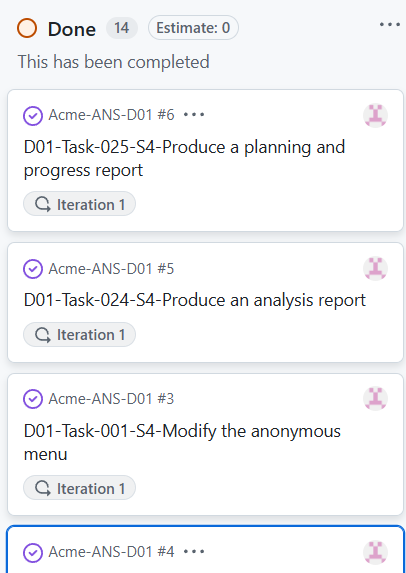 Done 14 Estimate: 0
This has been completed
Acme-ANS-D01 #6
D01-Task-025-S4-Produce a planning and
progress report
Iteration 1
Acme-ANS-D01 #5
D01-Task-024-S4-Produce an analysis report
Iteration 1
Acme-ANS-D01 #3
D01-Task-001-S4-Modify the anonymous
menu
Iteration 1
Acme-ANS-D01 #4